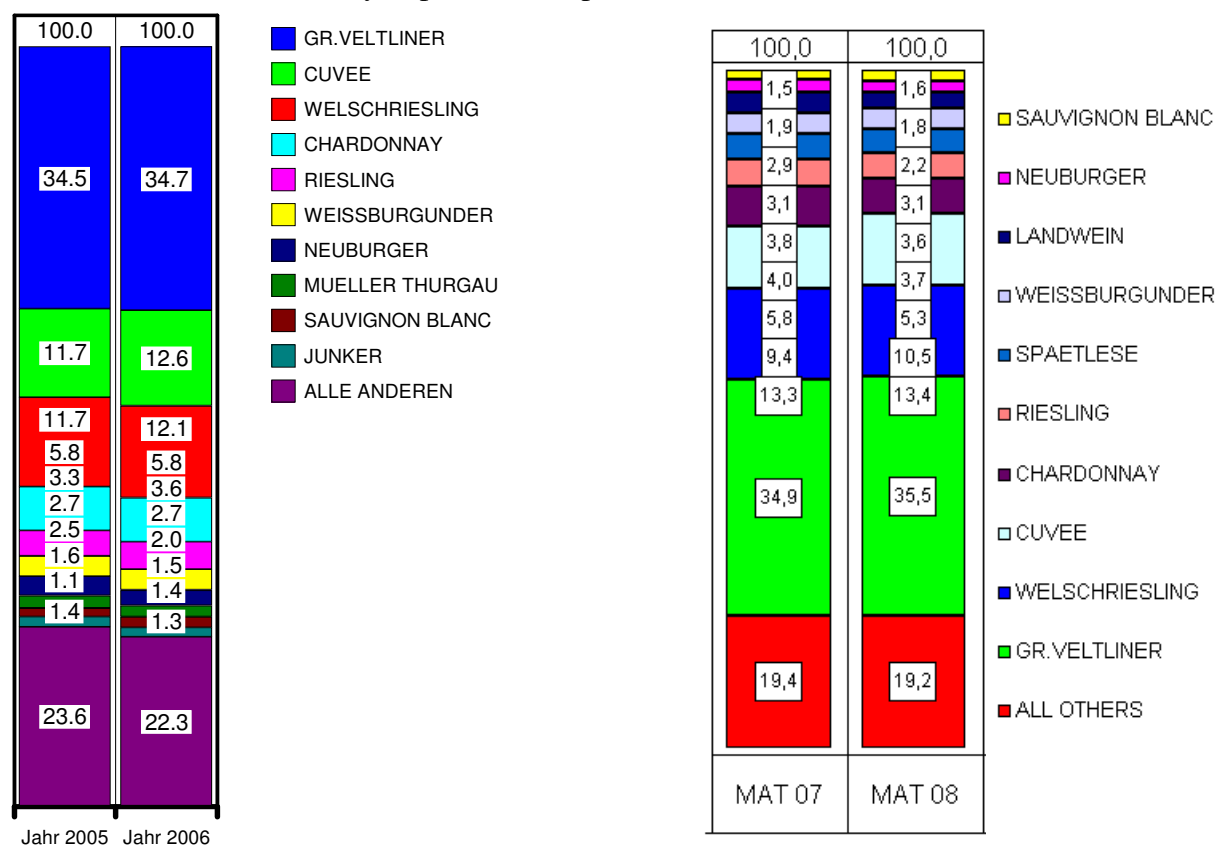 100.0 100.0
34.5 34.7
11.7 12.6
11.7 12.1
5.8 5.8
3.3 3.6
2.7 2.7
2.5 2.0
1.6 1.5
1.1 1.4
1.4 1.3
23.6 22.3
Jahr 2005 Jahr 2006
GR.VELTLINER
CUVEE
WELSCHRIESLING
CHARDONNAY
RIESLING
WEISSBURGUNDER
NEUBURGER
MUELLER THURGAU
SAUVIGNON BLANC
JUNKER
ALLE ANDEREN
100,0 100,0
1,5 1,6
1,9 1,8
2,9 2,2
3,1 3,1
3,8 3,6
4,0 3,7
5,8 5,3
9,4 10,5
13,3 13,4
34,9 35,5
19,4 19,2
MAT 07 MAT 08
SAUVIGNON BLANC
NEUBURGER
LANDWEIN
WEISSBURGUNDER
SPAETLESE
RIESLING
CHARDONNAY
CUVEE
WELSCHRIESLING
GR.VELTLINER
ALL OTHERS